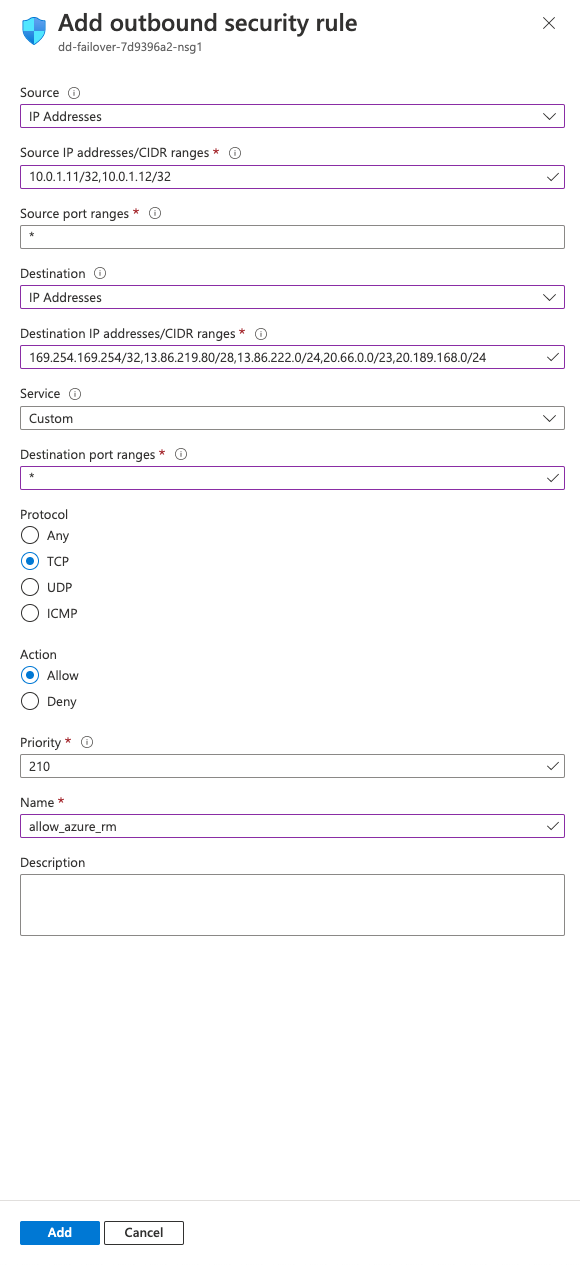 Add outbound security rule
dd-failover-7d9396a2-nsg1
Source
IP Addresses
Source IP addresses/CIDR ranges *
10.0.1.11/32,10.0.1.12/32
Source port ranges *
*
Destination
IP Addresses
Destination IP addresses/CIDR ranges *
169.254.169.254/32,13.86.219.80/28,13.86.222.0/24,20.66.0.0/23,20.189.168.0/24
Service
Custom
Destination port ranges *
*
Protocol
Any
TCP
UDP
ICMP
Action
Allow
Deny
Priority *
210
Name *
allow_azure_rm
Description
Add Cancel